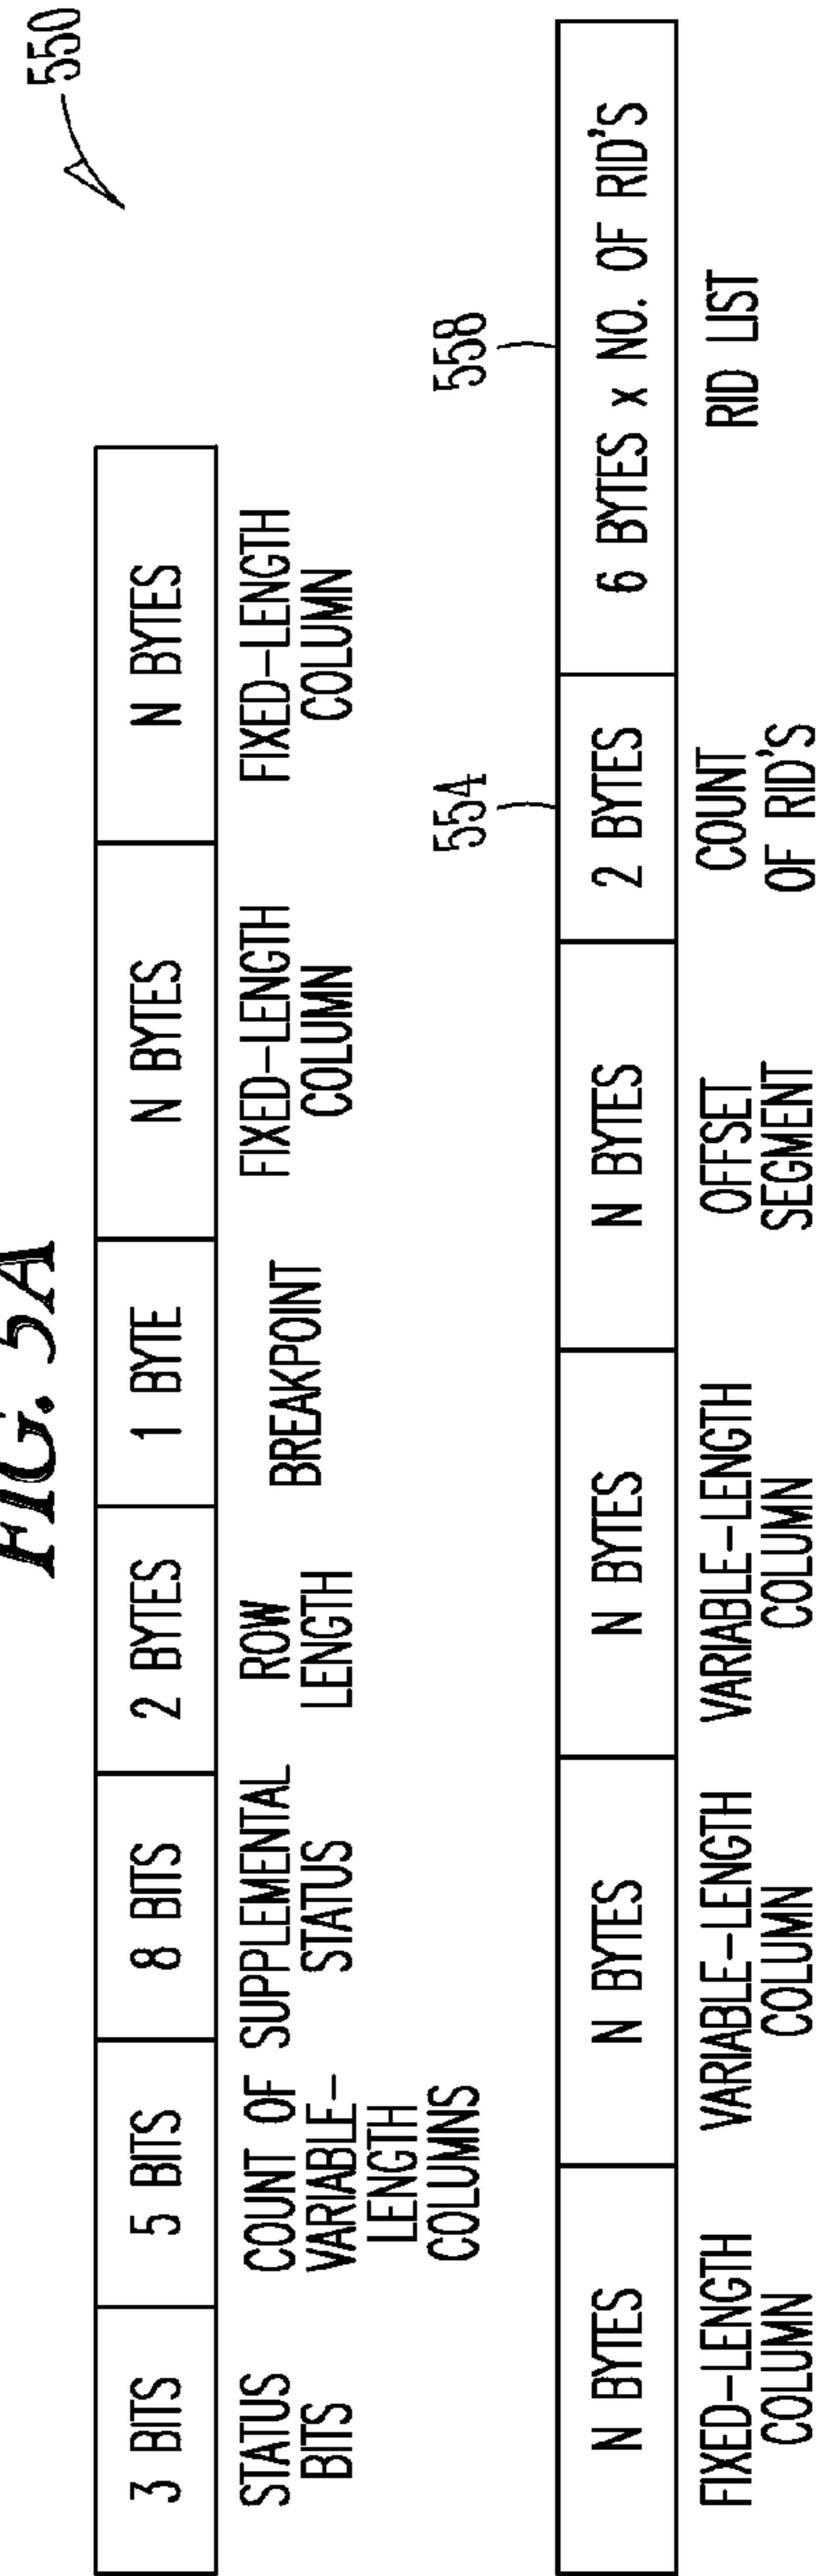 FIG. 5A
550
3 BITS
5 BITS
8 BITS
2 BYTES
1 BYTE
N BYTES
N BYTES
STATUS
BITS
COUNT OF
VARIABLE-
LENGTH
COLUMNS
SUPPLEMENTAL
STATUS
ROW
LENGTH
BREAKPOINT
FIXED-LENGTH
COLUMN
FIXED-LENGTH
COLUMN
554
558
N BYTES
N BYTES
N BYTES
N BYTES
2 BYTES
6 BYTES x NO. OF RID'S
FIXED-LENGTH
COLUMN
VARIABLE-LENGTH
COLUMN
VARIABLE-LENGTH
COLUMN
OFFSET
SEGMENT
COUNT
OF RID'S
RID LIST